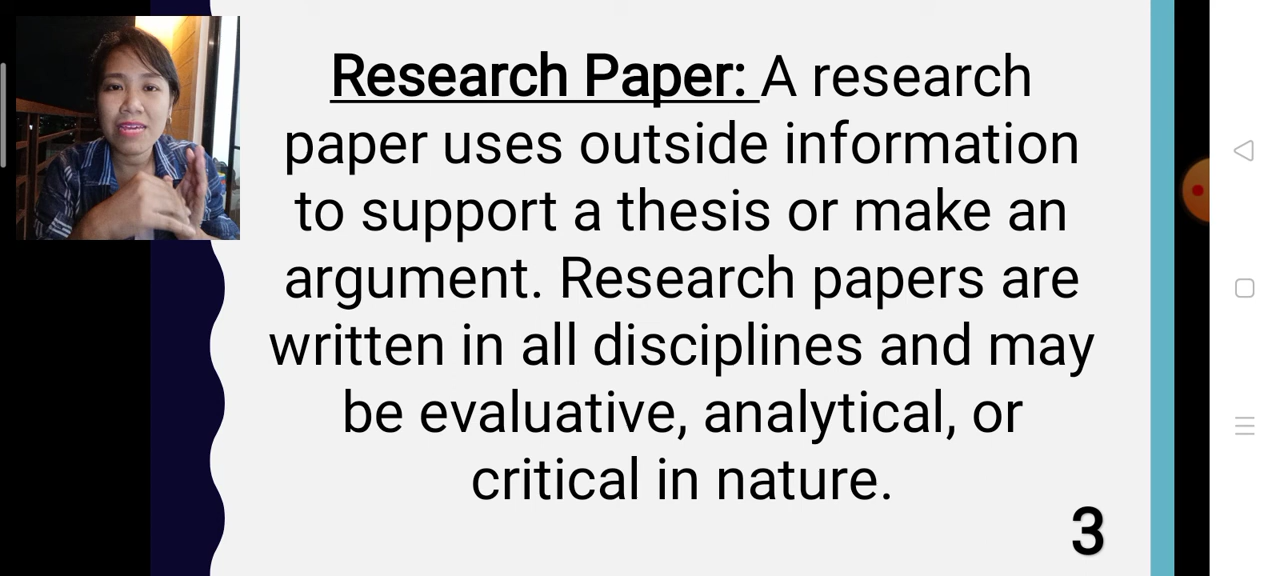 Research Paper: A research
paper uses outside information
to support a thesis or make an
argument. Research papers are
written in all disciplines and may
be evaluative, analytical, or
critical in nature.
3